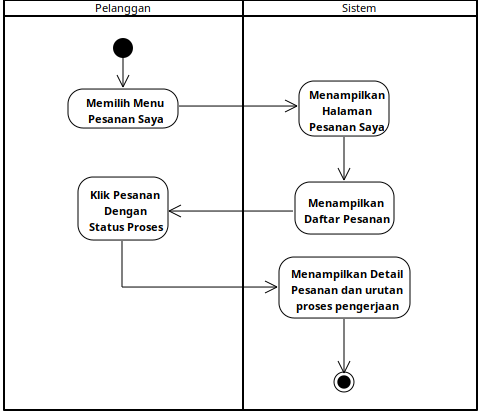 Pelanggan
Sistem
Memilih Menu
Pesanan Saya
Menampilkan
Halaman
Pesanan Saya
Klik Pesanan
Dengan
Status Proses
Menampilkan
Daftar Pesanan
Menampilkan Detail
Pesanan dan urutan
proses pengerjaan